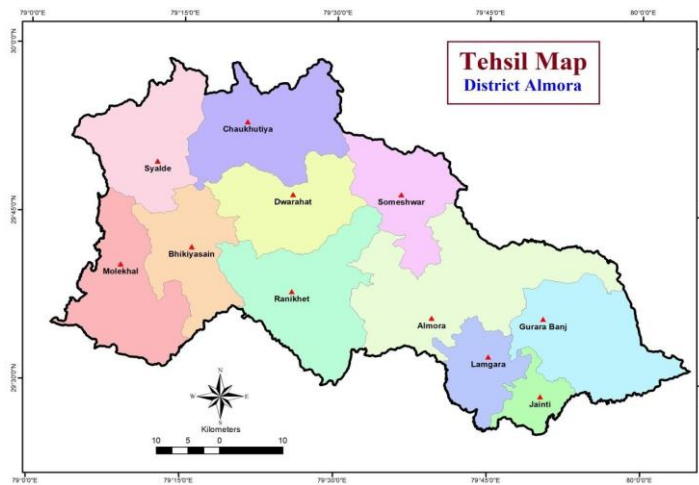 79°0'0"E
79°15'0"E
79°30'0"E
79°45'0"E
80°0'0"E
30°0'0"N
Tehsil Map
District Almora
Chaukhutiya
Syalde
Dwarahat
Someshwar
29°45'0"N
Bhikiyasain
Molekhal
Ranikhet
Almora
Gurara Banj
Lamgara
29°30'0"N
N
W
E
S
Jainti
Kilometers
10 5 0 10
79°0'0"E
79°15'0"E
79°30'0"E
79°45'0"E
80°0'0"E